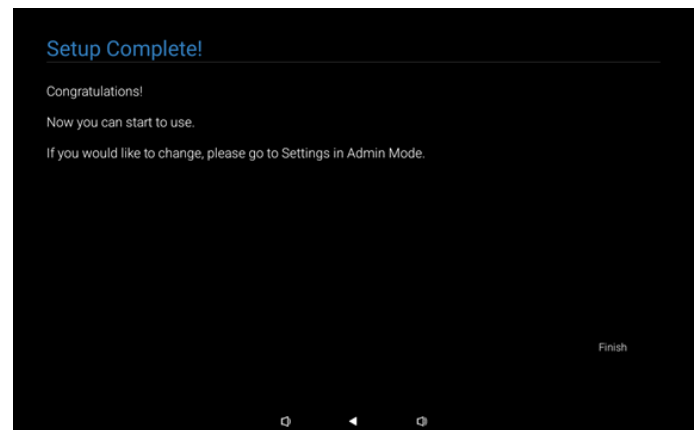 Setup Complete!
Congratulations!
Now you can start to use.
If you would like to change, please go to Settings in Admin Mode.
Finish